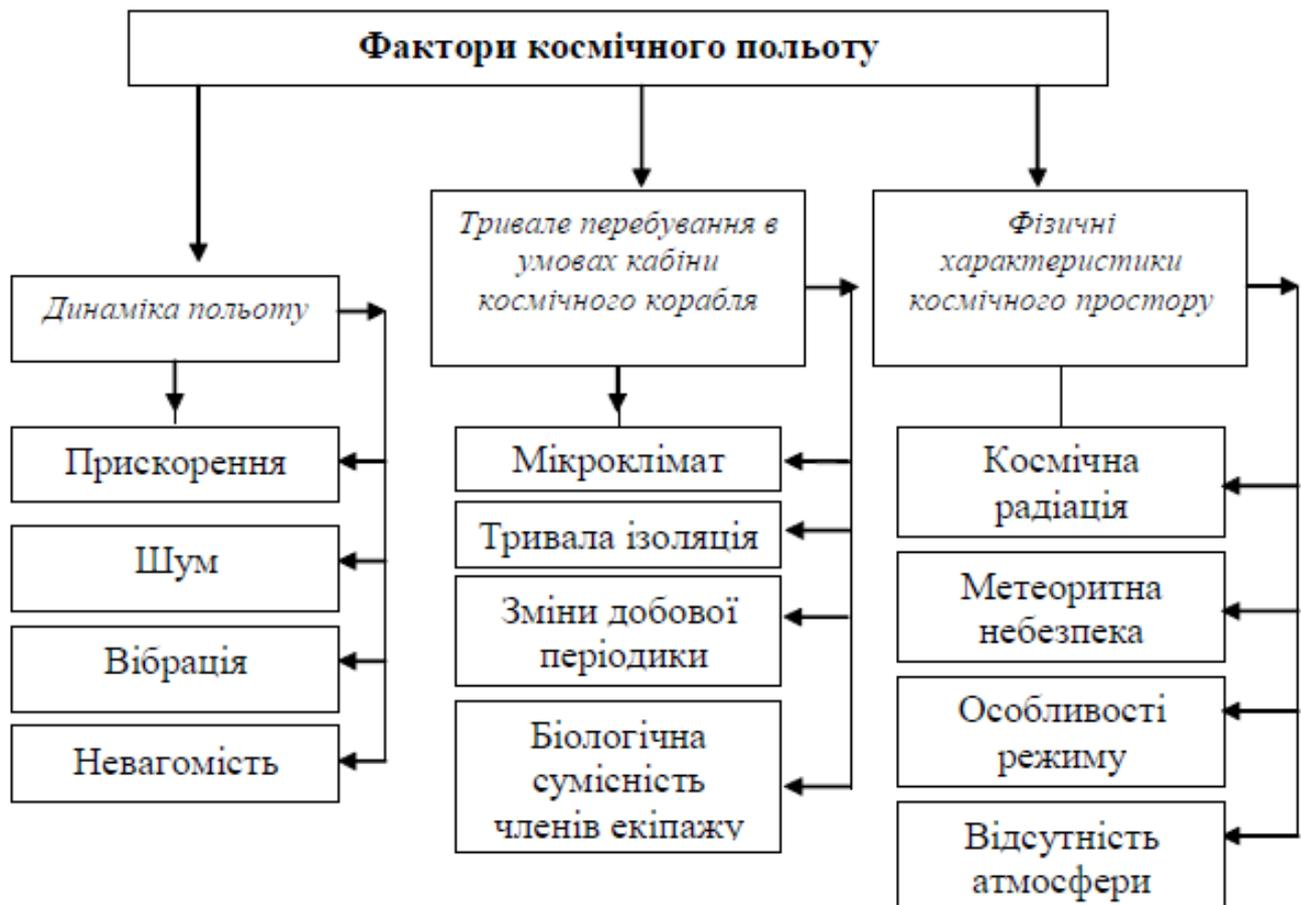 Фактори космічного польоту
Динаміка польоту
Прискорення
Шум
Вібрація
Невагомість
Тривале перебування в
умовах кабіни
космічного корабля
Мікроклімат
Тривала ізоляція
Зміни добової
періодики
Біологічна
сумісність
членів екіпажу
Фізичні
характеристики
космічного простору
Космічна
радіація
Метеоритна
небезпека
Особливості
режиму
Відсутність
атмосфери